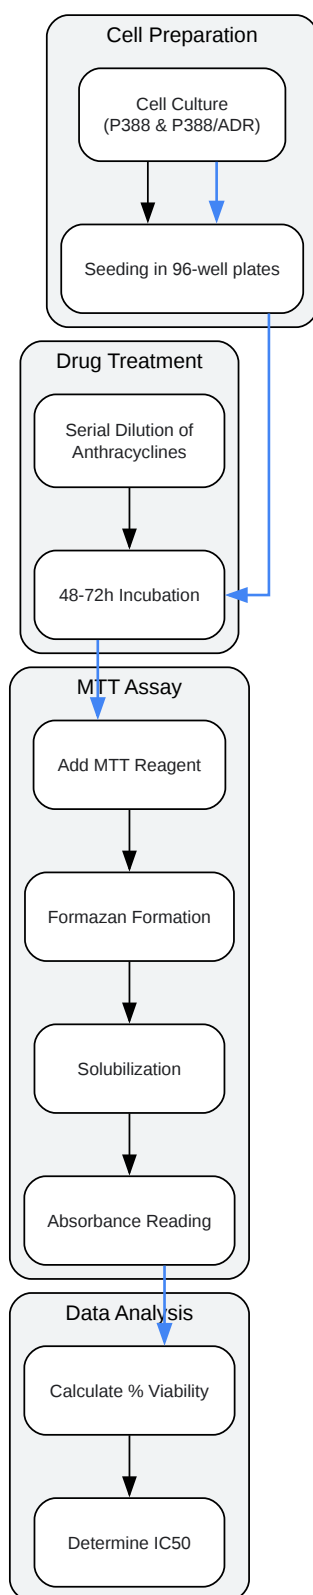 Cell Preparation
Cell Culture
(P388 & P388/ADR)
Seeding in 96-well plates
Drug Treatment
Serial Dilution of
Anthracyclines
48-72h Incubation
MTT Assay
Add MTT Reagent
Formazan Formation
Solubilization
Absorbance Reading
Data Analysis
Calculate % Viability
Determine IC50